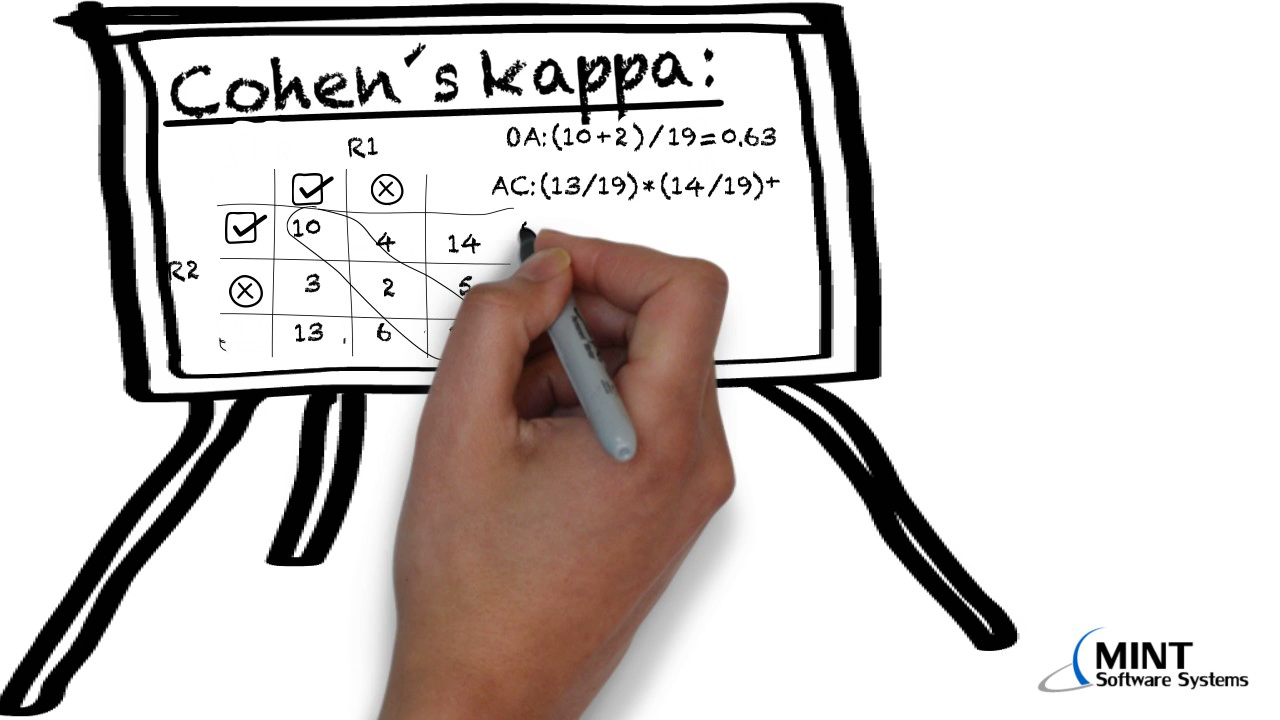 Cohen´s kappa:
OA:(10+2)/19=0.63
R1
AC:(13/19)*(14/19)+
10 4 14
R2
3 2 5
13 6
MINT
Software Systems